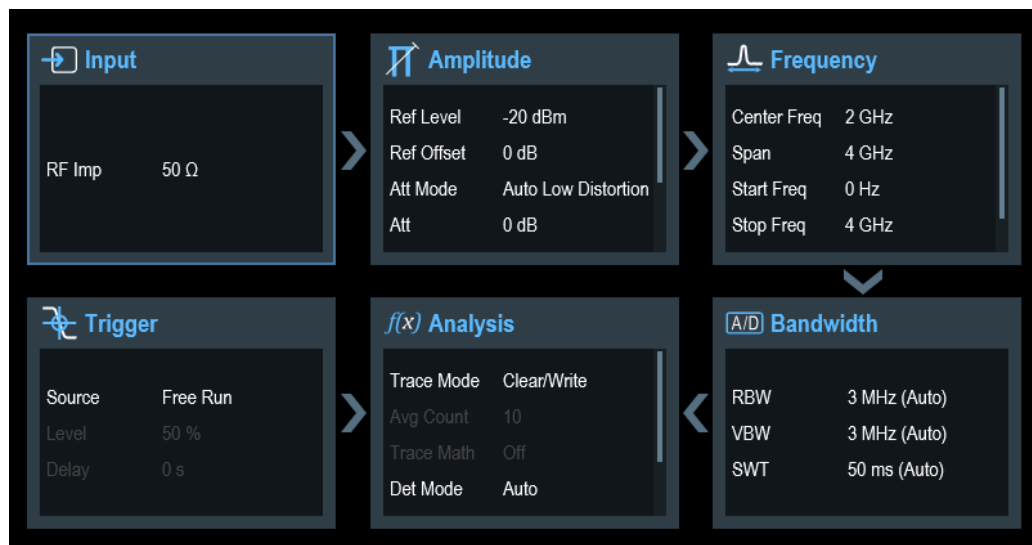 Input
RF Imp 50 Ω
Amplitude
Ref Level -20 dBm
Ref Offset 0 dB
Att Mode Auto Low Distortion
Att 0 dB
Frequency
Center Freq 2 GHz
Span 4 GHz
Start Freq 0 Hz
Stop Freq 4 GHz
Trigger
Source Free Run
Level 50 %
Delay 0 s
f(x) Analysis
Trace Mode Clear/Write
Avg Count 10
Trace Math Off
Det Mode Auto
A/D Bandwidth
RBW 3 MHz (Auto)
VBW 3 MHz (Auto)
SWT 50 ms (Auto)